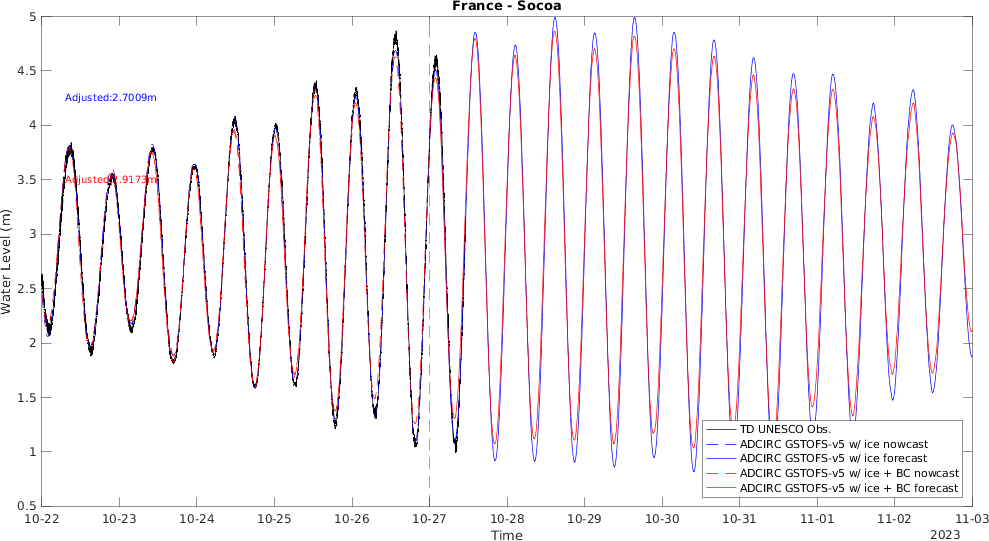 France - Socoa
5
4.5
4
3.5
3
2.5
2
1.5
1
0.5
Water Level (m)
Adjusted:2.7009m
Adjusted:2.9173m
TD UNESCO Obs.
ADCIRC GSTOFS-v5 w/ ice nowcast
ADCIRC GSTOFS-v5 w/ ice forecast
ADCIRC GSTOFS-v5 w/ ice + BC nowcast
ADCIRC GSTOFS-v5 w/ ice + BC forecast
10-22 10-23 10-24 10-25 10-26 10-27 10-28 10-29 10-30 10-31 11-01 11-02 11-03
Time
2023